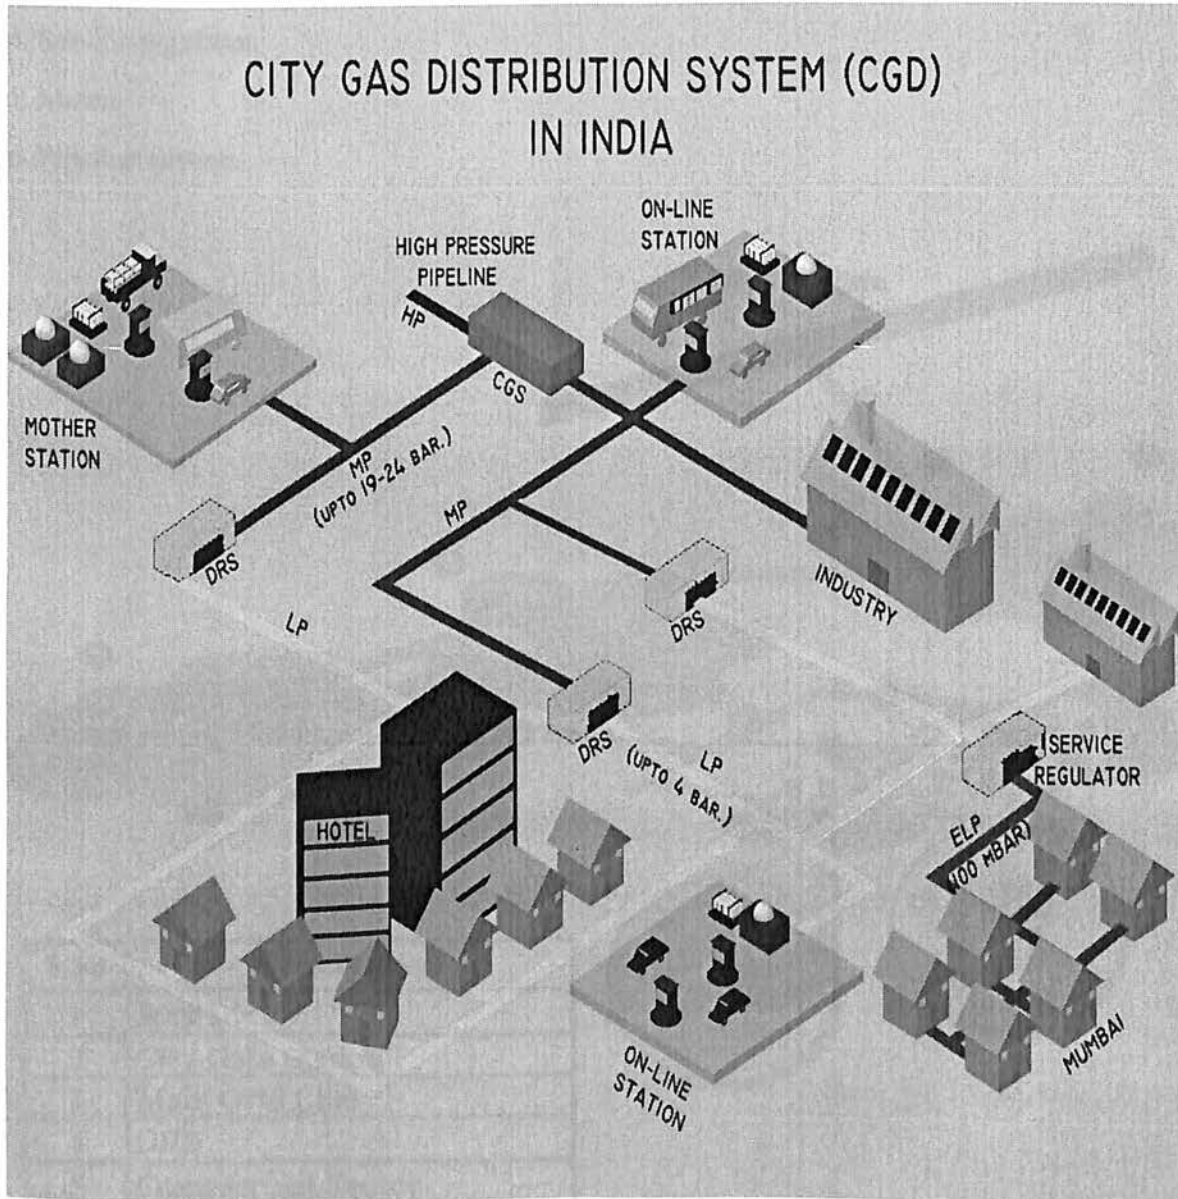 CITY GAS DISTRIBUTION SYSTEM (CGD)
IN INDIA
ON-LINE
STATION
HIGH PRESSURE
PIPELINE
HP
CGS
MOTHER
STATION
MP
(UPTO 19-24 BAR.)
MP
DRS
INDUSTRY
DRS
LP
DRS
LP
(UPTO 4 BAR.)
SERVICE
REGULATOR
HOTEL
ELP
(100 MBAR)
ON-LINE
STATION
MUMBAI